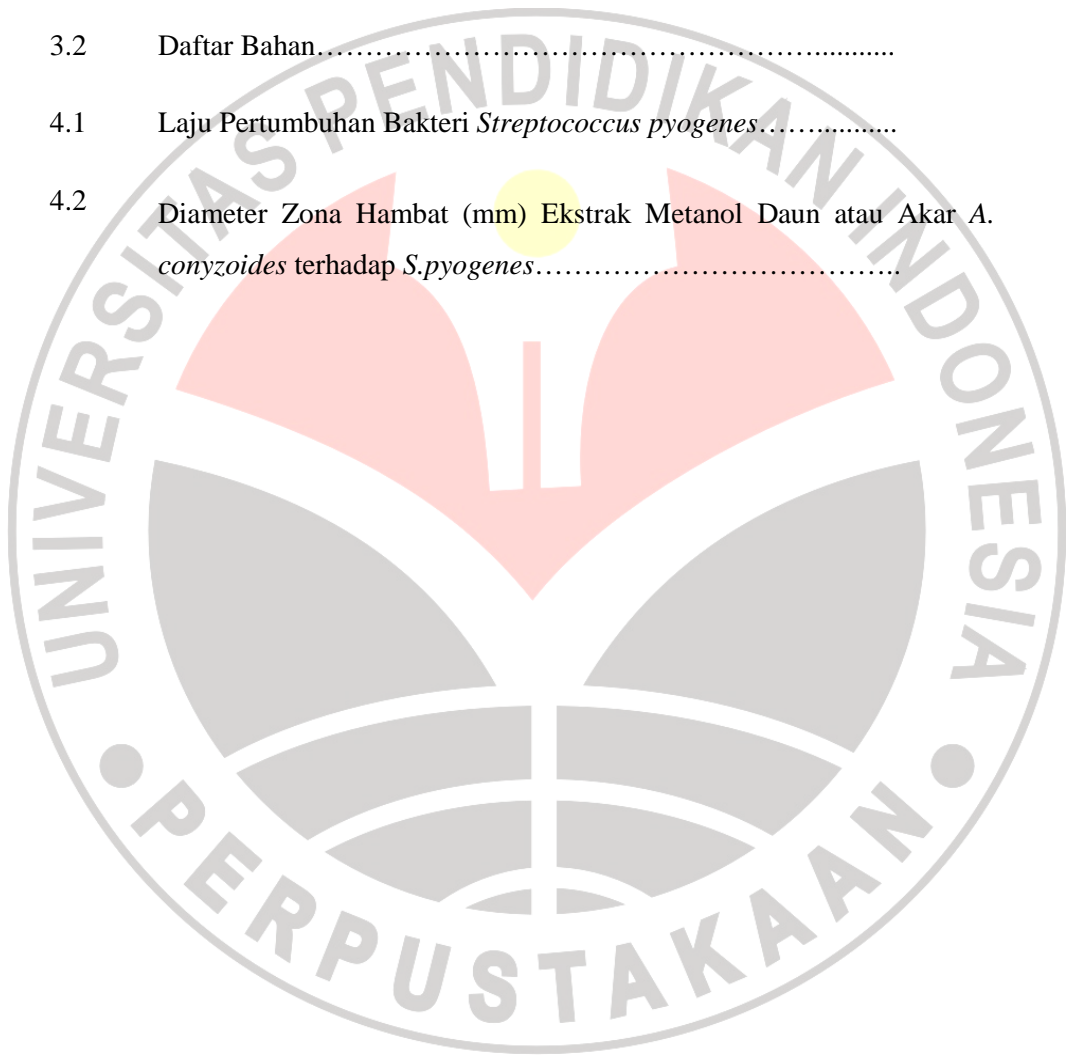 3.2 Daftar Bahan……………………………………………...........
4.1 Laju Pertumbuhan Bakteri Streptococcus pyogenes……...........
4.2 Diameter Zona Hambat (mm) Ekstrak Metanol Daun atau Akar A.
conyzoides terhadap S.pyogenes………………………………..
UNIVERSITAS PENDIDIKAN INDONESIA
PERPUSTAKAAN